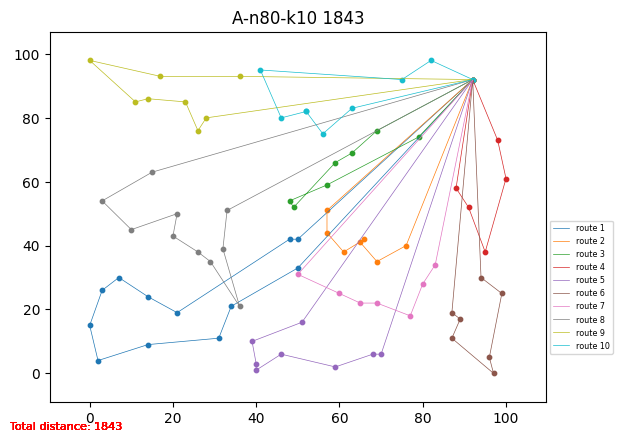 A-n80-k10 1843
100
80
60
40
20
0
0 20 40 60 80 100
route 1
route 2
route 3
route 4
route 5
route 6
route 7
route 8
route 9
route 10
Total distance: 1843